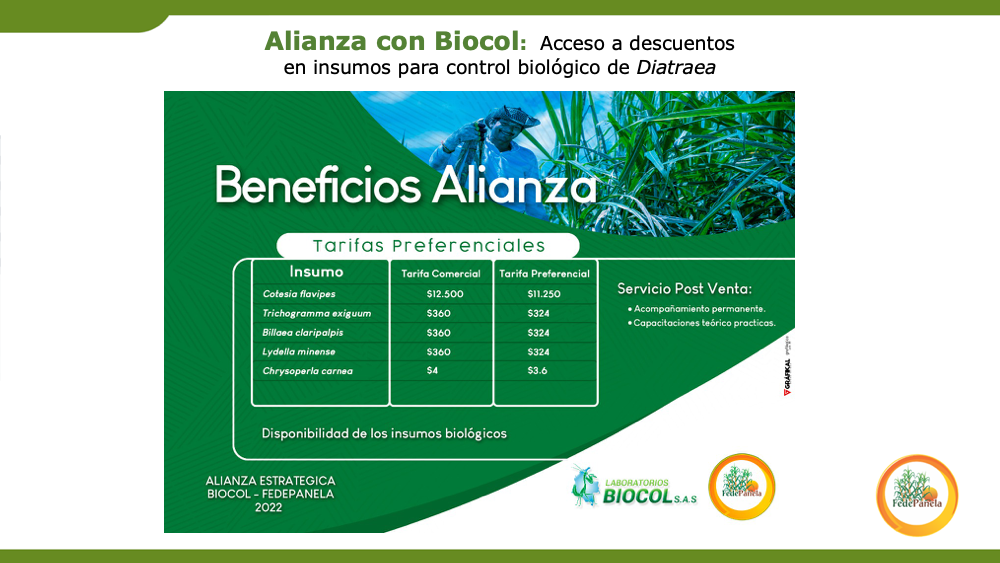 Alianza con Biocol: Acceso a descuentos
en insumos para control biológico de Diatraea
Beneficios Alianza
Tarifas Preferenciales
Insumo Tarifa Comercial Tarifa Preferencial
Cotesia flavipes $12.500 $11.250
Trichogramma exiguum $360 $324
Billaea claripalpis $360 $324
Lydella minense $360 $324
Chrysoperla carnea $4 $3.6
Servicio Post Venta:
• Acompañamiento permanente.
• Capacitaciones teórico practicas.
GRÁFIKAL
Disponibilidad de los insumos biológicos
ALIANZA ESTRATEGICA
BIOCOL - FEDEPANELA
2022
LABORATORIOS
BIOCOL S.A.S
FedePanela
FedePanela